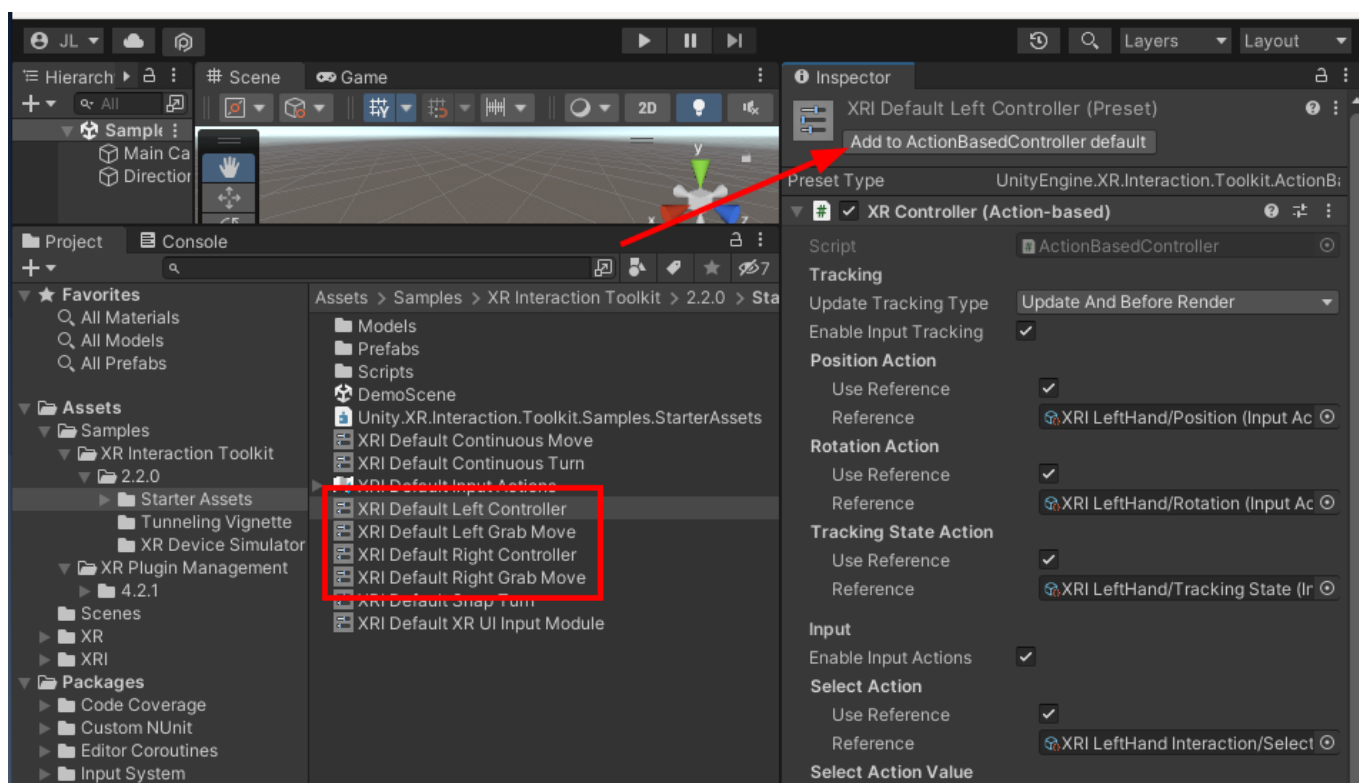 JL
Layers
Layout
Hierarch
Scene
Game
All
2D
Sample
Main Ca
Direction
y
x
z
Project
Console
7
Favorites
All Materials
All Models
All Prefabs
Assets
Samples
XR Interaction Toolkit
2.2.0
Starter Assets
Tunneling Vignette
XR Device Simulator
XR Plugin Management
4.2.1
Scenes
XR
XRI
Packages
Code Coverage
Custom NUnit
Editor Coroutines
Input System
Assets > Samples > XR Interaction Toolkit > 2.2.0 > Sta
Models
Prefabs
Scripts
DemoScene
Unity.XR.Interaction.Toolkit.Samples.StarterAssets
XRI Default Continuous Move
XRI Default Continuous Turn
XRI Default Input Actions
XRI Default Left Controller
XRI Default Left Grab Move
XRI Default Right Controller
XRI Default Right Grab Move
XRI Default Snap Turn
XRI Default XR UI Input Module
Inspector
XRI Default Left Controller (Preset)
Add to ActionBasedController default
Preset Type UnityEngine.XR.Interaction.Toolkit.ActionBa
# XR Controller (Action-based)
Script ActionBasedController
Tracking
Update Tracking Type Update And Before Render
Enable Input Tracking
Position Action
Use Reference
Reference XRI LeftHand/Position (Input Ac
Rotation Action
Use Reference
Reference XRI LeftHand/Rotation (Input Ac
Tracking State Action
Use Reference
Reference XRI LeftHand/Tracking State (In
Input
Enable Input Actions
Select Action
Use Reference
Reference XRI LeftHand Interaction/Select
Select Action Value